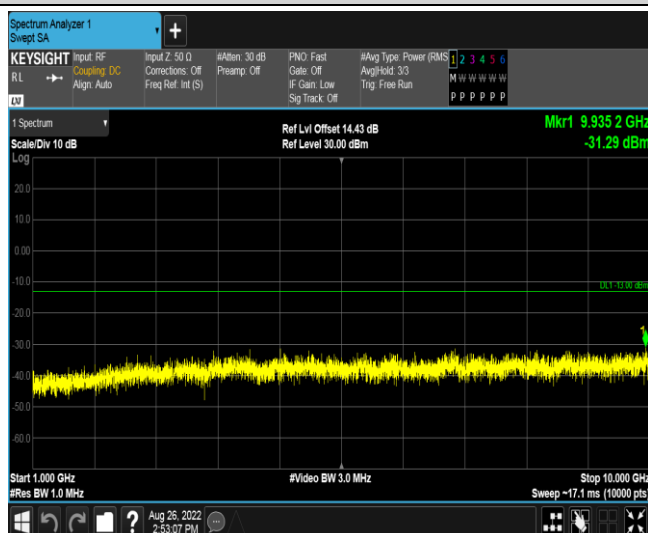 Spectrum Analyzer 1
Swept SA
+
KEYSIGHT
RL
LXI
Input: RF
Coupling: DC
Align: Auto
Input Z: 50 Ω
Corrections: Off
Freq Ref: Int (S)
#Atten: 30 dB
Preamp: Off
PNO: Fast
Gate: Off
IF Gain: Low
Sig Track: Off
#Avg Type: Power (RMS
Avg|Hold: 3/3
Trig: Free Run
1 2 3 4 5 6
M W W W W W
P P P P P P
1 Spectrum
Scale/Div 10 dB
Ref Lvl Offset 14.43 dB
Ref Level 30.00 dBm
Mkr1 9.935 2 GHz
-31.29 dBm
Log
20.0
10.0
0.00
-10.0
DL1 -13.00 dBm
-20.0
-30.0
1
-40.0
-50.0
-60.0
Start 1.000 GHz
#Video BW 3.0 MHz
Stop 10.000 GHz
#Res BW 1.0 MHz
Sweep ~17.1 ms (10000 pts)
?
Aug 26, 2022
2:53:07 PM